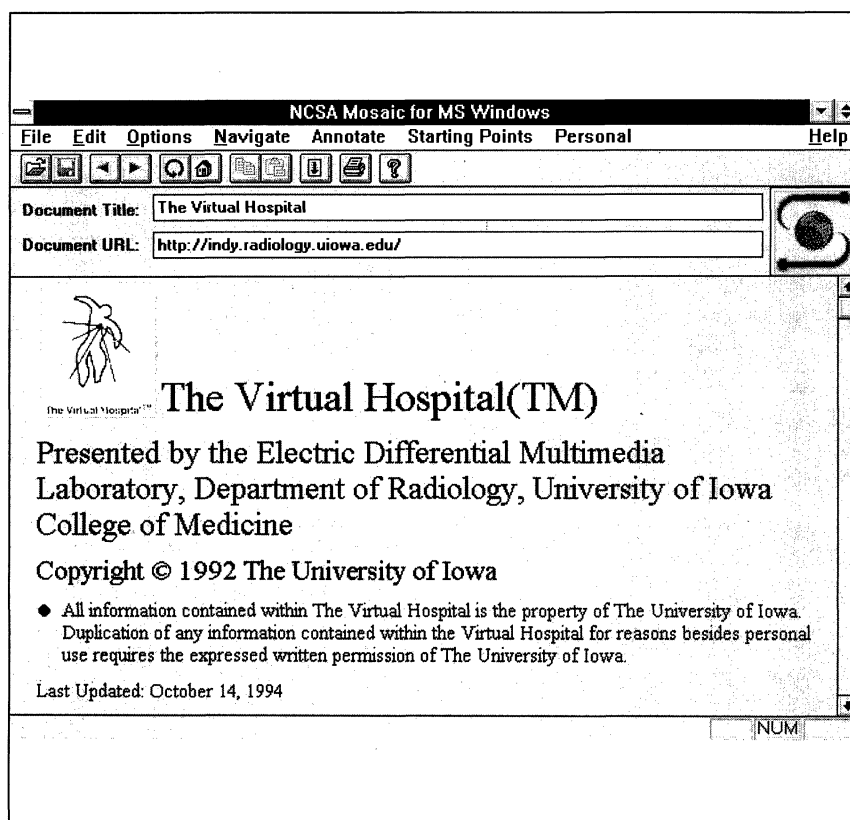 NCSA Mosaic for MS Windows
File Edit Options Navigate Annotate Starting Points Personal Help
Document Title: The Virtual Hospital
Document URL: http://indy.radiology.uiowa.edu/
The Virtual Hospital™
The Virtual Hospital(TM)
Presented by the Electric Differential Multimedia
Laboratory, Department of Radiology, University of Iowa
College of Medicine
Copyright © 1992 The University of Iowa
● All information contained within The Virtual Hospital is the property of The University of Iowa.
Duplication of any information contained within the Virtual Hospital for reasons besides personal
use requires the expressed written permission of The University of Iowa.
Last Updated: October 14, 1994
NUM